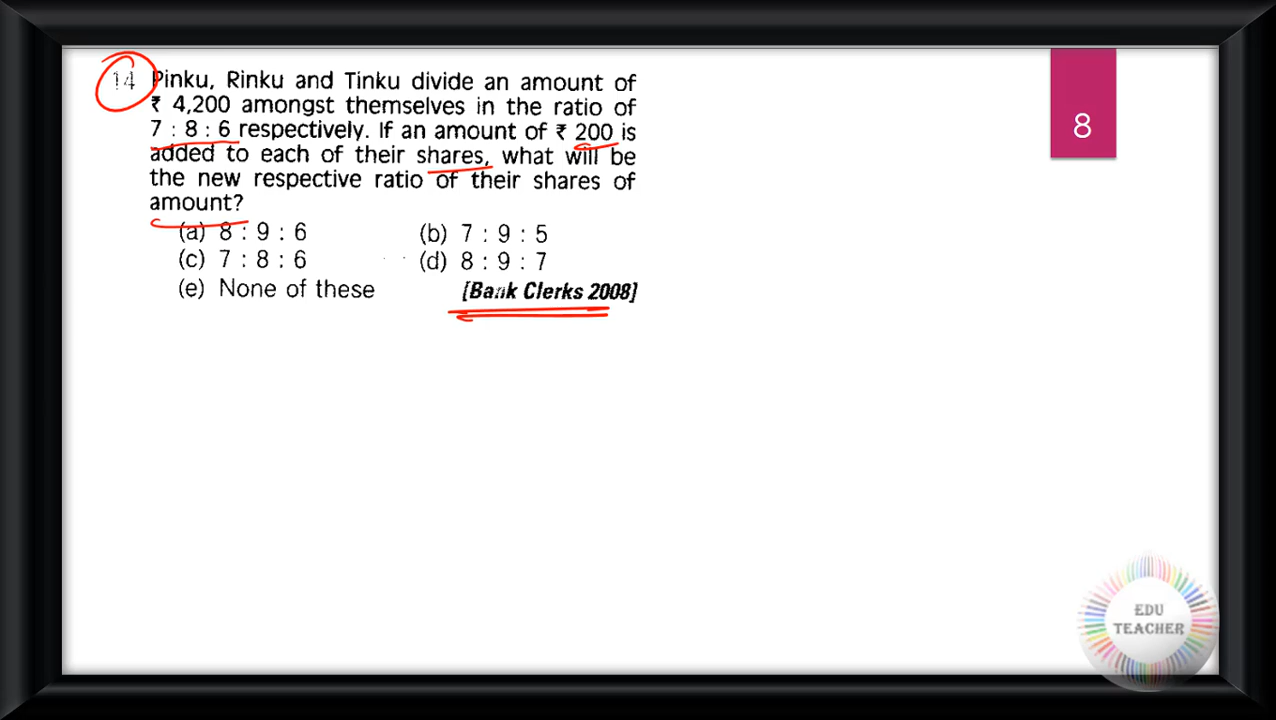 14 Pinku, Rinku and Tinku divide an amount of
₹ 4,200 amongst themselves in the ratio of
7 : 8 : 6 respectively. If an amount of ₹ 200 is
added to each of their shares, what will be
the new respective ratio of their shares of
amount?
(a) 8 : 9 : 6 (b) 7 : 9 : 5
(c) 7 : 8 : 6 (d) 8 : 9 : 7
(e) None of these [Bank Clerks 2008]
8
EDU
TEACHER